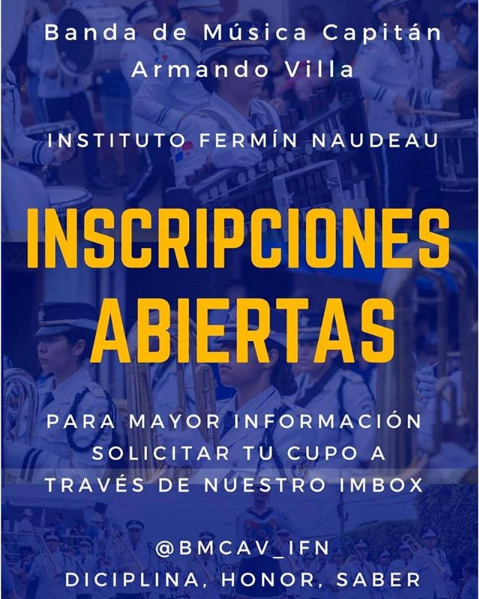 Banda de Música Capitán
Armando Villa
INSTITUTO FERMÍN NAUDEAU
INSCRIPCIONES
ABIERTAS
PARA MAYOR INFORMACIÓN
SOLICITAR TU CUPO A
TRAVÉS DE NUESTRO IMBOX
@BMCAV_IFN
DICIPLINA, HONOR, SABER